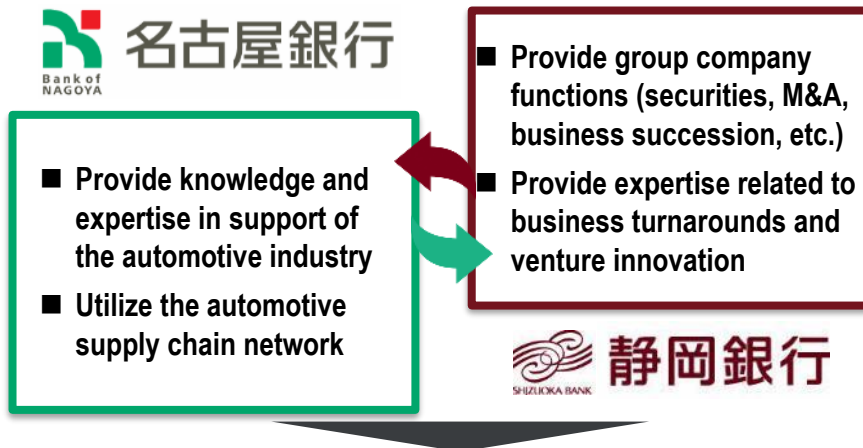 Bank of
NAGOYA
名古屋銀行
■ Provide knowledge and
expertise in support of
the automotive industry
■ Utilize the automotive
supply chain network
■ Provide group company
functions (securities, M&A,
business succession, etc.)
■ Provide expertise related to
business turnarounds and
venture innovation
SHIZUOKA BANK
静岡銀行